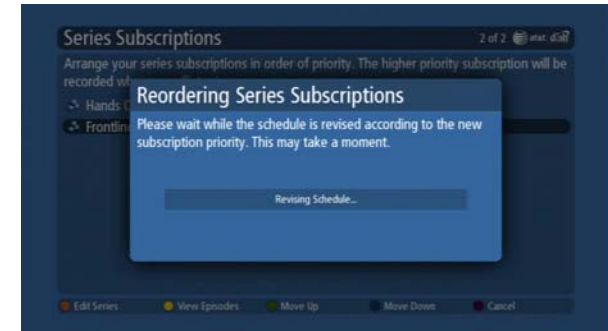 Series Subscriptions 2 of 2 at&t
Arrange your series subscriptions in order of priority. The higher priority subscription will be
recorded
Hands
Reordering Series Subscriptions
Frontline
Please wait while the schedule is revised according to the new
subscription priority. This may take a moment.
Revising Schedule...
Edit Series View Episodes Move Up Move Down Cancel